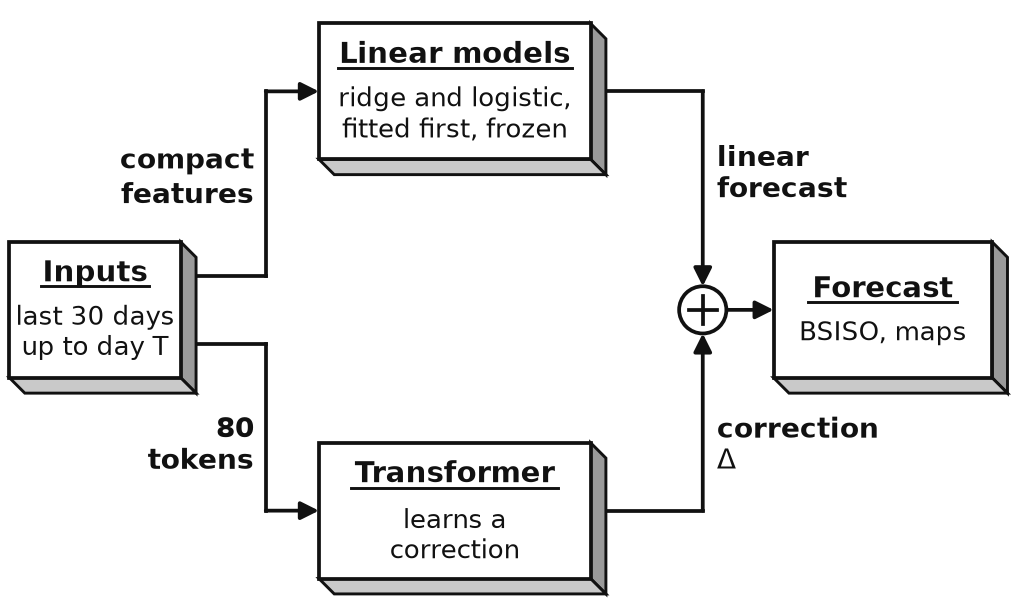 Linear models
ridge and logistic,
fitted first, frozen
compact
features
linear
forecast
Inputs
last 30 days
up to day T
Forecast
BSISO, maps
80
tokens
correction
Δ
Transformer
learns a
correction